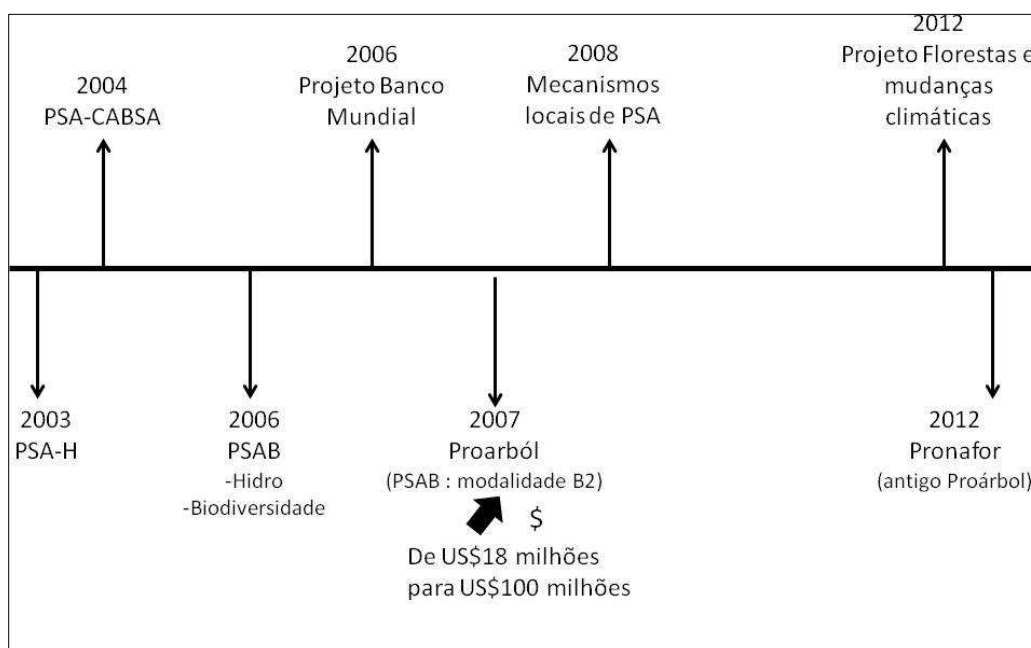 2004
PSA-CABSA
2006
Projeto Banco
Mundial
2008
Mecanismos
locais de PSA
2012
Projeto Florestas e
mudanças
climáticas
2003
PSA-H
2006
PSAB
-Hidro
-Biodiversidade
2007
Proarból
(PSAB : modalidade B2)
$
De US$18 milhões
para US$100 milhões
2012
Pronafor
(antigo Proárbol)